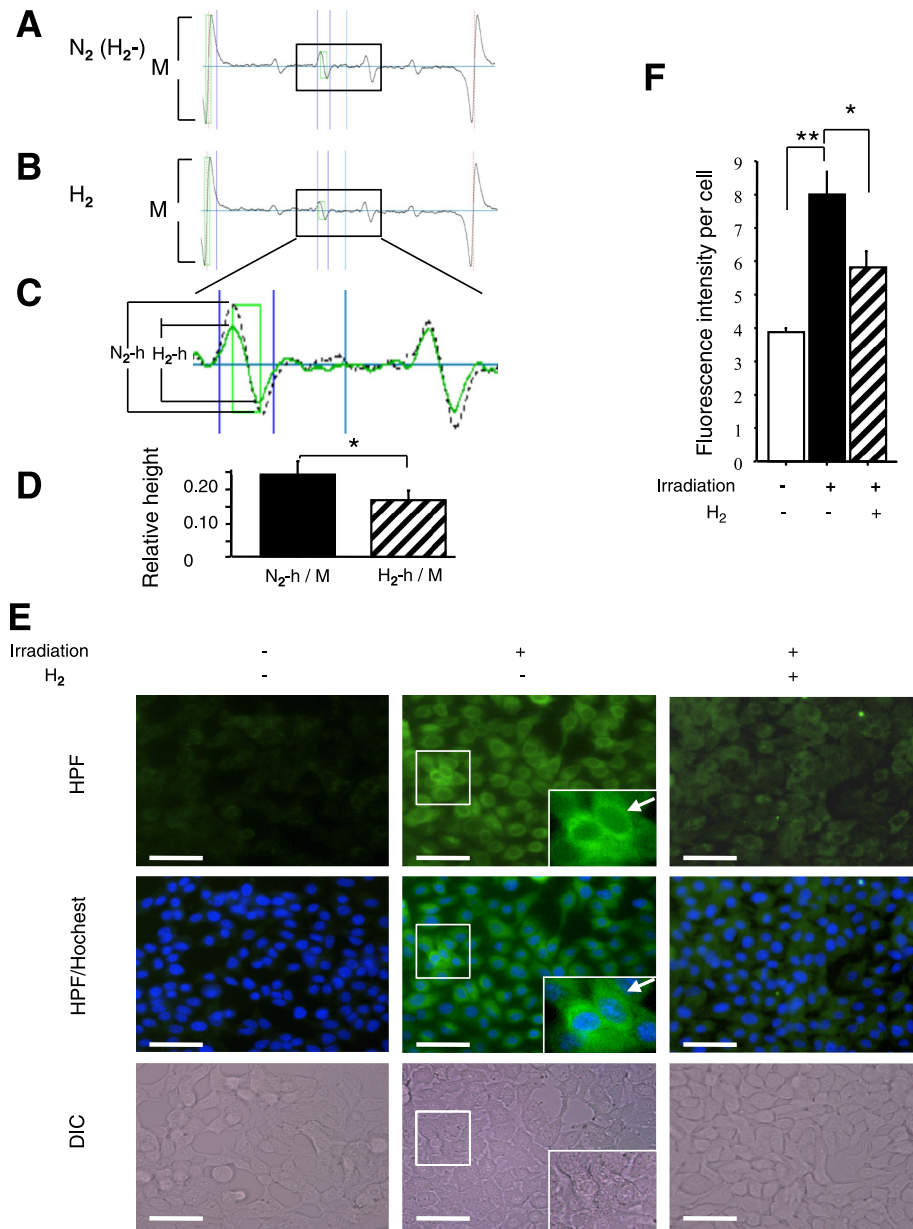 A
N2 (H2-)
M
B
H2
M
C
N2-h H2-h
D
Relative height
0.20
0.10
0
*
N2-h / M
H2-h / M
F
Fluorescence intensity per cell
9
8
7
6
5
4
3
2
1
0
**
*
Irradiation - + +
H2 - - +
E
Irradiation - + +
H2 - - +
HPF
HPF/Hochest
DIC